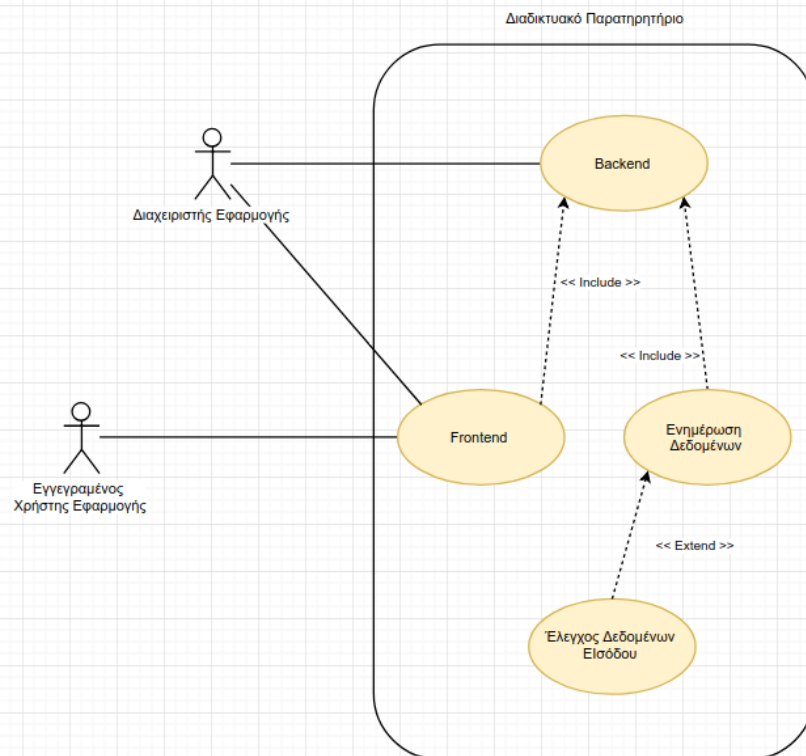 Διαδικτυακό Παρατηρητήριο
Backend
Διαχειριστής Εφαρμογής
<< Include >>
<< Include >>
Frontend
Ενημέρωση
Δεδομένων
Εγγεγραμένος
Χρήστης Εφαρμογής
<< Extend >>
Έλεγχος Δεδομένων
ΕΙσόδου